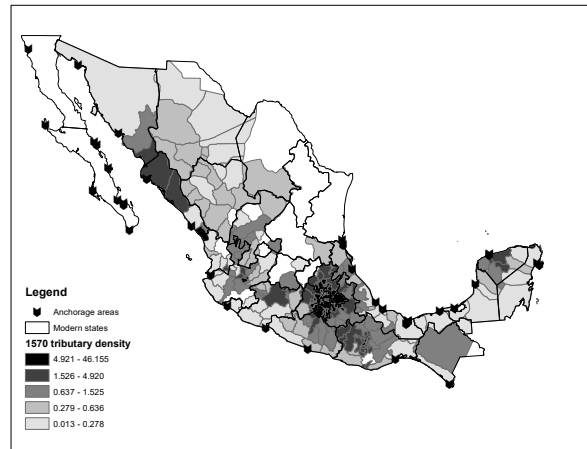 Legend
Anchorage areas
Modern states
1570 tributary density
4.921 - 46.155
1.526 - 4.920
0.637 - 1.525
0.279 - 0.636
0.013 - 0.278